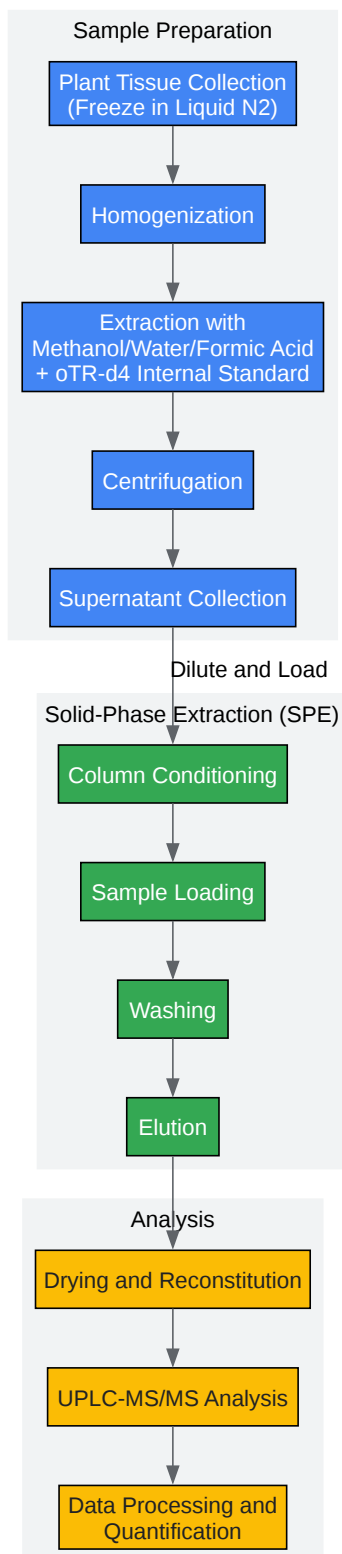 Sample Preparation
Plant Tissue Collection
(Freeze in Liquid N2)
Homogenization
Extraction with
Methanol/Water/Formic Acid
+ oTR-d4 Internal Standard
Centrifugation
Supernatant Collection
Dilute and Load
Solid-Phase Extraction (SPE)
Column Conditioning
Sample Loading
Washing
Elution
Analysis
Drying and Reconstitution
UPLC-MS/MS Analysis
Data Processing and
Quantification